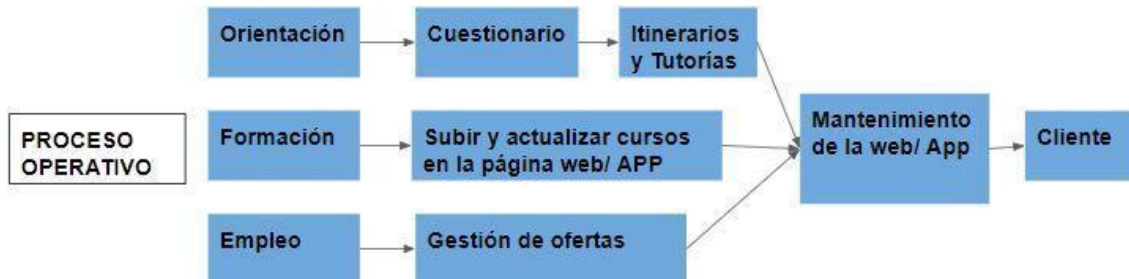 Orientación
Cuestionario
Itinerarios
y Tutorías
PROCESO
OPERATIVO
Formación
Subir y actualizar cursos
en la página web/ APP
Mantenimiento
de la web/ App
Cliente
Empleo
Gestión de ofertas